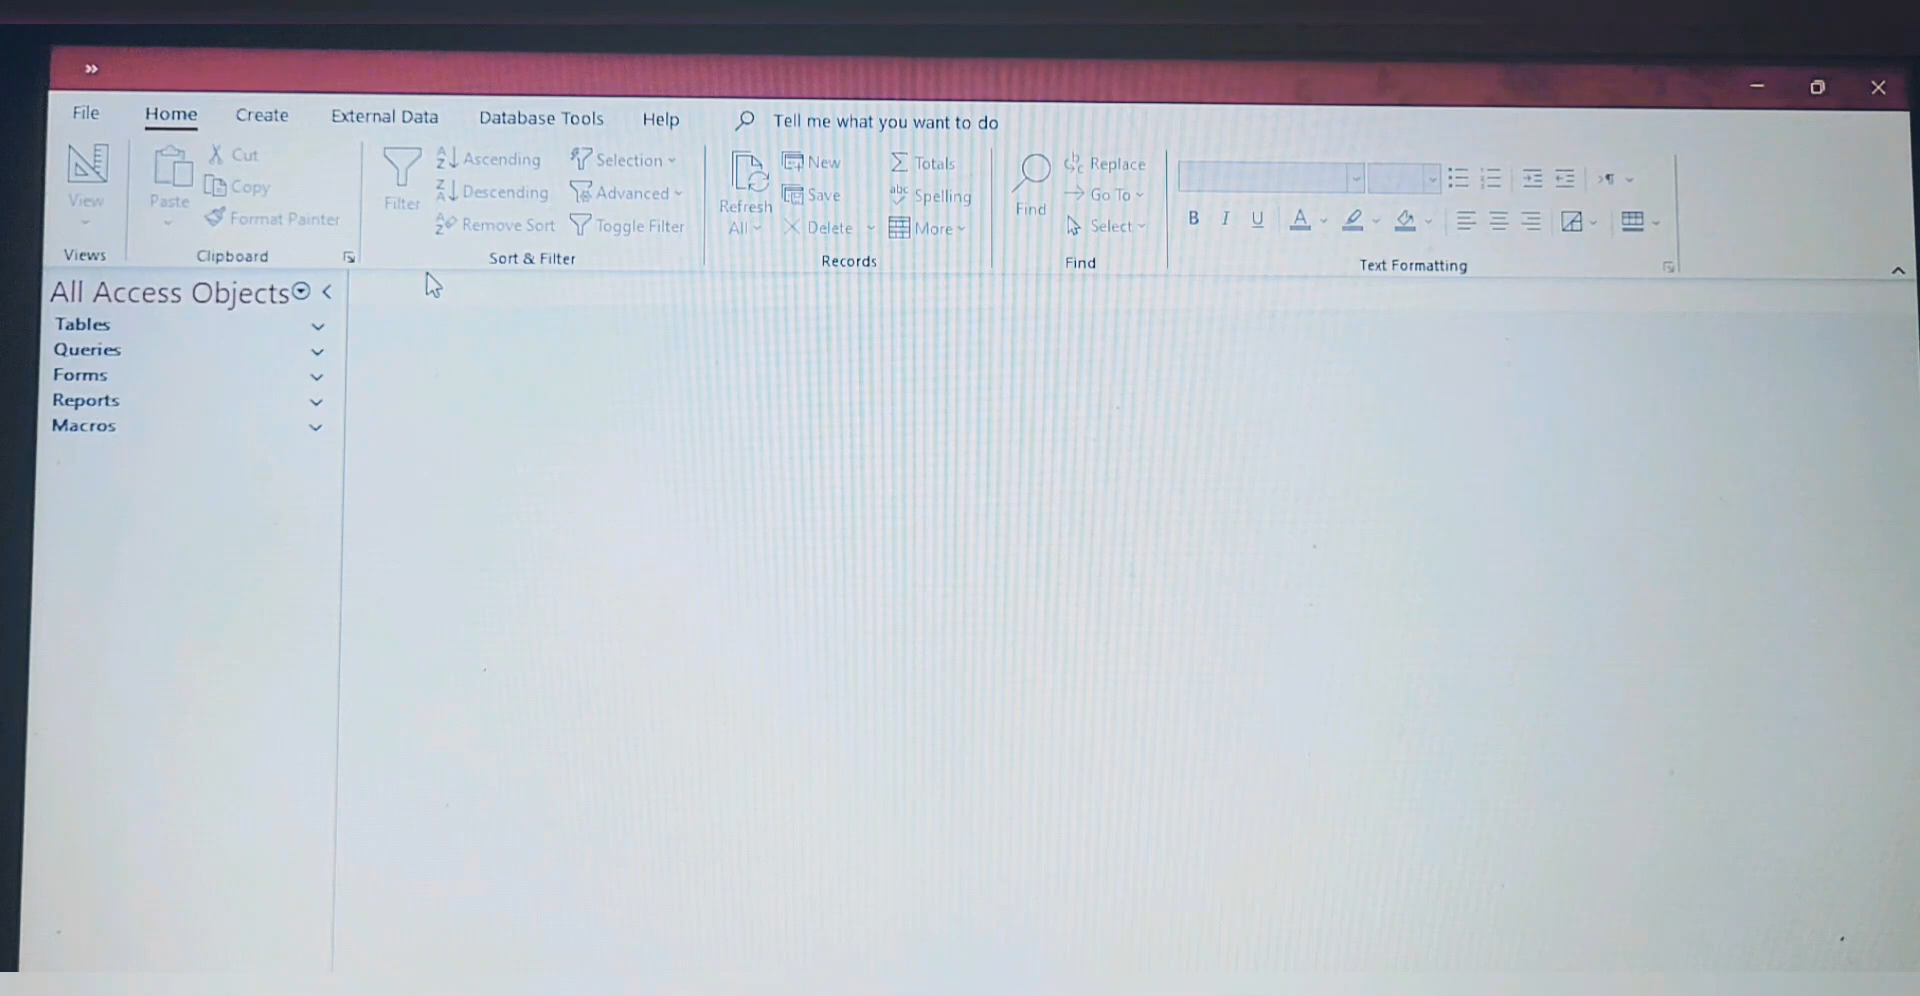 File Home Create External Data Database Tools Help Tell me what you want to do
View
Views
Paste
Cut
Copy
Format Painter
Clipboard
Filter
Ascending
Descending
Remove Sort
Selection
Advanced
Toggle Filter
Sort & Filter
Refresh
All
New
Save
Delete
Totals
Spelling
More
Records
Find
Replace
Go To
Select
Find
B I U A
Text Formatting
All Access Objects
Tables
Queries
Forms
Reports
Macros